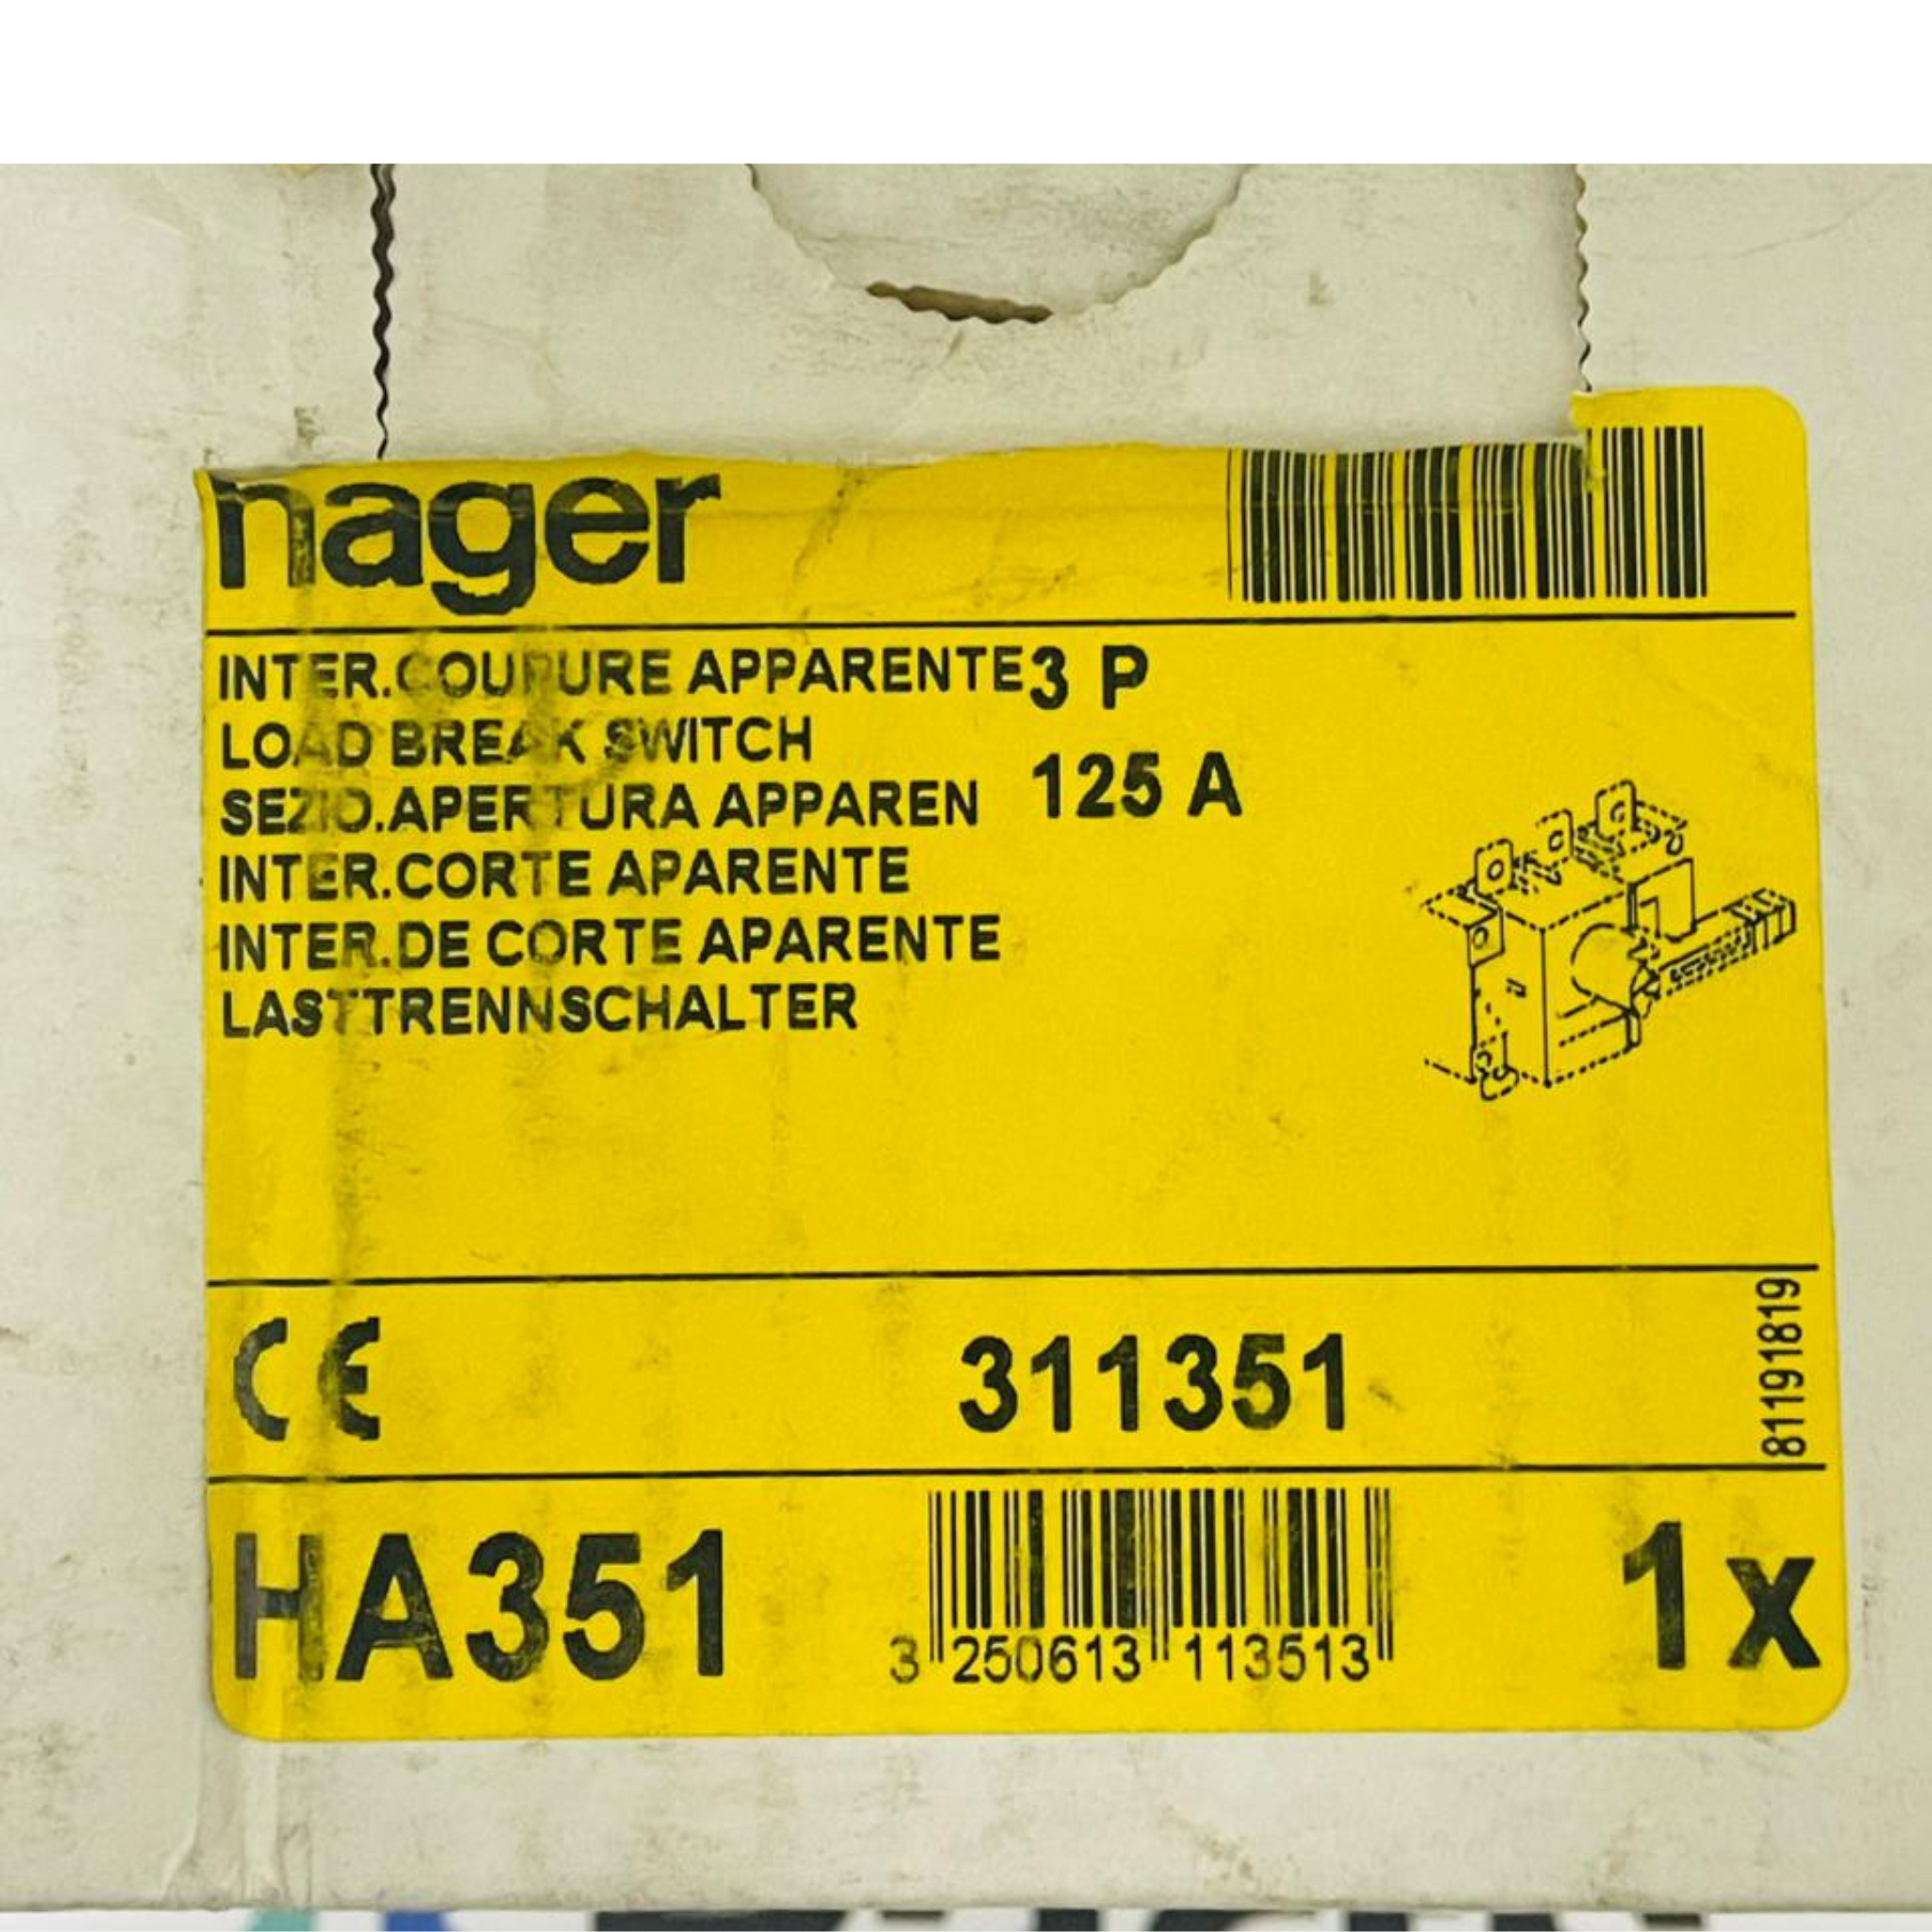 hager
INTER.COUPURE APPARENTE 3 P
LOAD BREAK SWITCH
125 A
SEZIO.APERTURA APPAREN
INTER.CORTE APARENTE
INTER.DE CORTE APARENTE
LASTTRENNSCHALTER
CE
311351
81191819
HA351
3 250613 113513
1x